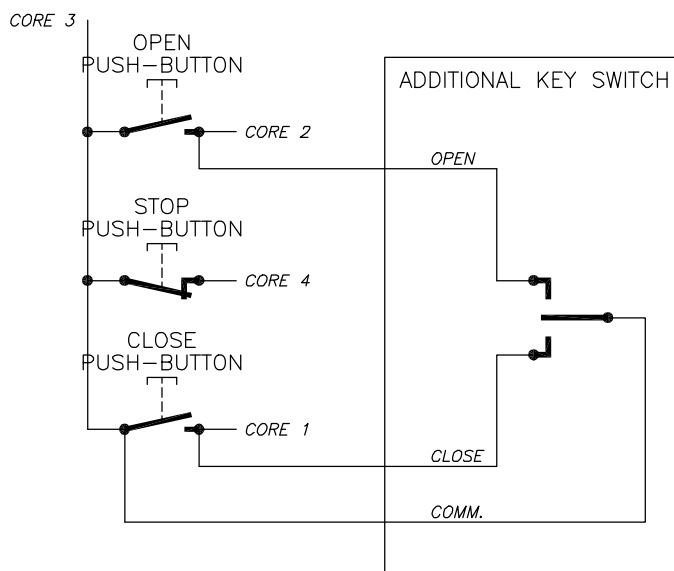 CORE 3
OPEN
PUSH-BUTTON
ADDITIONAL KEY SWITCH
CORE 2
OPEN
STOP
PUSH-BUTTON
CORE 4
CLOSE
PUSH-BUTTON
CORE 1
CLOSE
COMM.